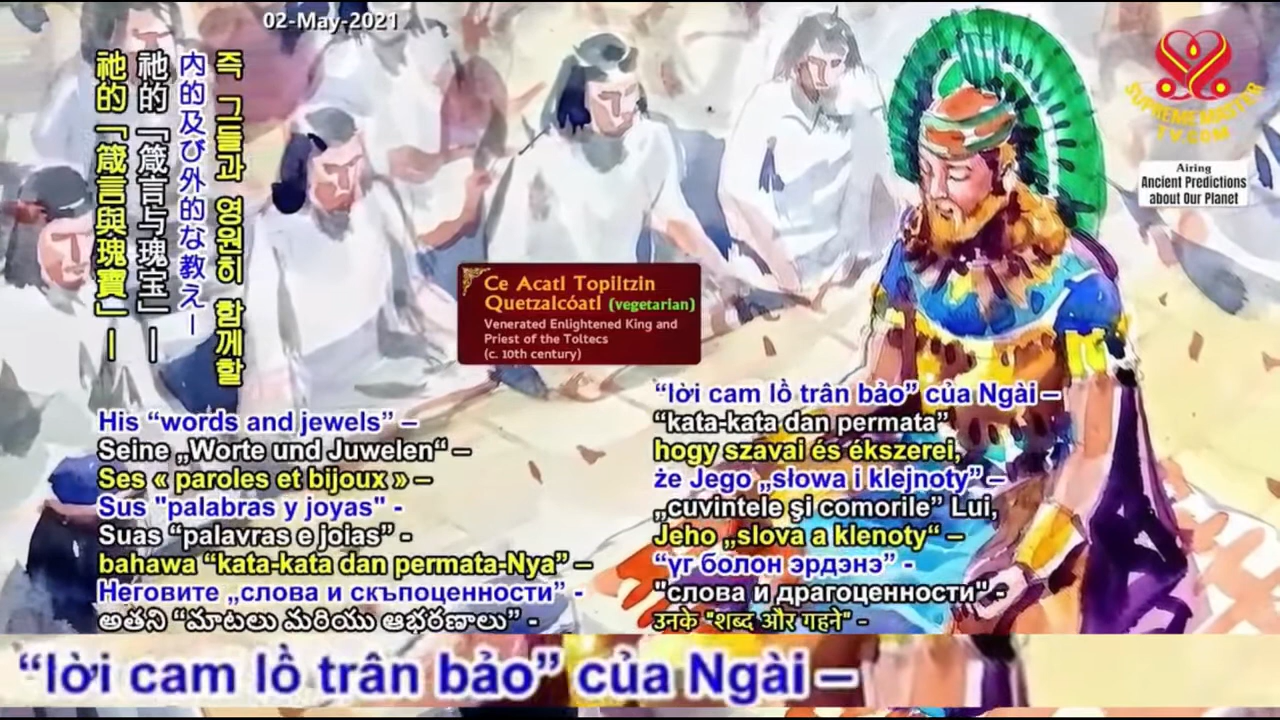 02-May-2021
祂的「箴言與瑰寶」—
祂的「箴言与瑰宝」—
内的及び外的な教え—
즉 그들과 영원히 함께할
SUPREME MASTER
TV.COM
Airing
Ancient Predictions
about Our Planet
Ce Acatl Topiltzin
Quetzalcóatl (vegetarian)
Venerated Enlightened King and
Priest of the Toltecs
(c. 10th century)
His “words and jewels” –
Seine „Worte und Juwelen“ –
Ses « paroles et bijoux » –
Sus "palabras y joyas" -
Suas “palavras e joias” -
bahawa “kata-kata dan permata-Nya” –
Неговите „слова и скъпоценности” -
అతని “మాటలు మరియు ఆభరణాలు” -
“lời cam lồ trân bảo” của Ngài –
“kata-kata dan permata”
hogy szavai és ékszerei,
że Jego „słowa i klejnoty” –
„cuvintele şi comorile” Lui,
Jeho „slova a klenoty“ –
“үг болон эрдэнэ” -
"слова и драгоценности" -
उनके "शब्द और गहने" –
“lời cam lồ trân bảo” của Ngài –